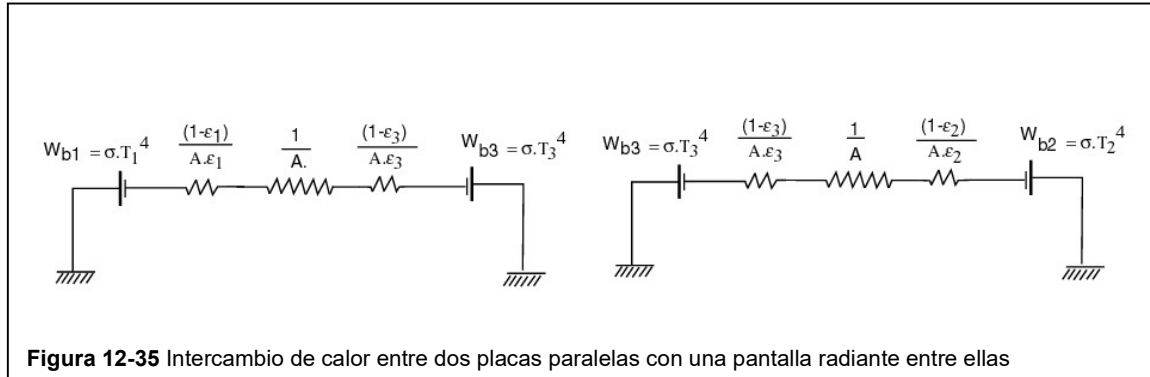 W_b1 = σ.T_1^4
(1-ε_1)
A.ε_1
1
A.
(1-ε_3)
A.ε_3
W_b3 = σ.T_3^4
W_b3 = σ.T_3^4
(1-ε_3)
A.ε_3
1
A
(1-ε_2)
A.ε_2
W_b2 = σ.T_2^4
Figura 12-35 Intercambio de calor entre dos placas paralelas con una pantalla radiante entre ellas